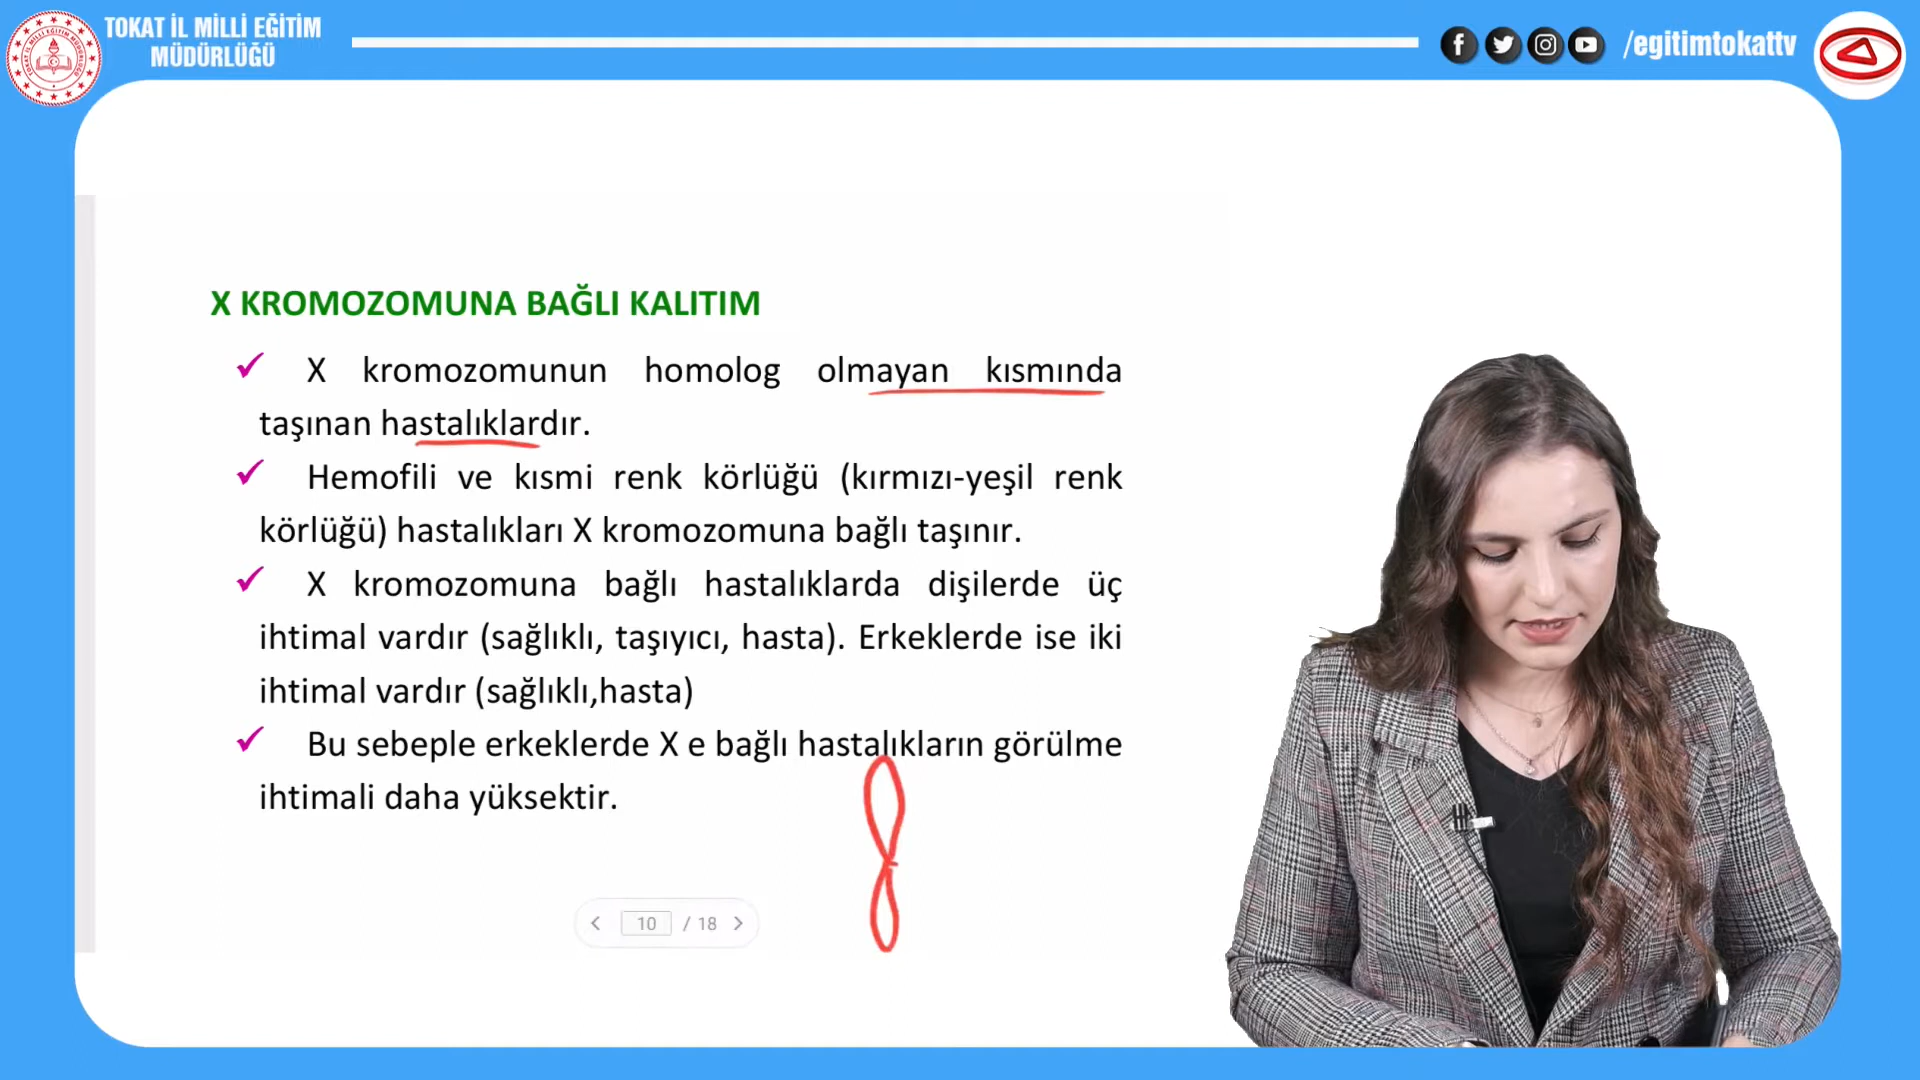 TOKAT İL MİLLİ EĞİTİM
MÜDÜRLÜĞÜ
/egitimtokattv
X KROMOZOMUNA BAĞLI KALITIM
✓ X kromozomunun homolog olmayan kısmında
taşınan hastalıklardır.
✓ Hemofili ve kısmi renk körlüğü (kırmızı-yeşil renk
körlüğü) hastalıkları X kromozomuna bağlı taşınır.
✓ X kromozomuna bağlı hastalıklarda dişilerde üç
ihtimal vardır (sağlıklı, taşıyıcı, hasta). Erkeklerde ise iki
ihtimal vardır (sağlıklı,hasta)
✓ Bu sebeple erkeklerde X e bağlı hastalıkların görülme
ihtimali daha yüksektir.
10 / 18